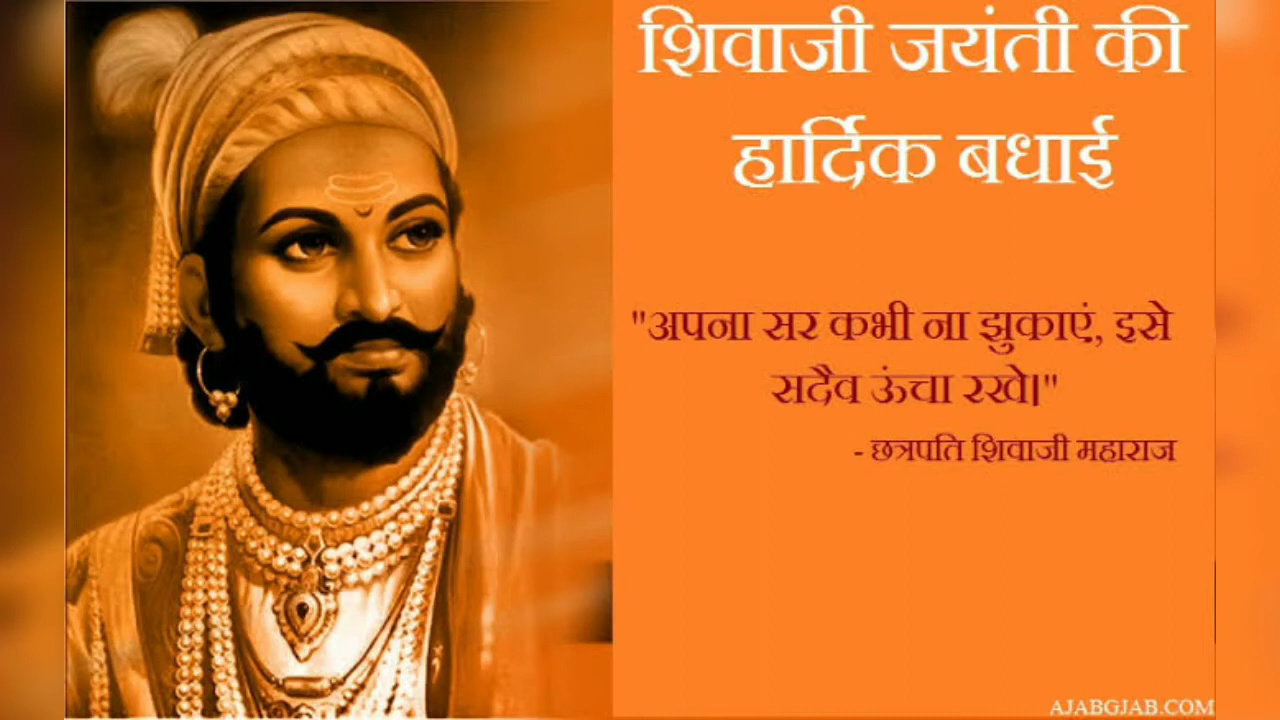 शिवाजी जयंती की
हार्दिक बधाई
"अपना सर कभी ना झुकाएं, इसे
सदैव ऊंचा रखे।"
- छत्रपति शिवाजी महाराज
AJABGJAB.COM